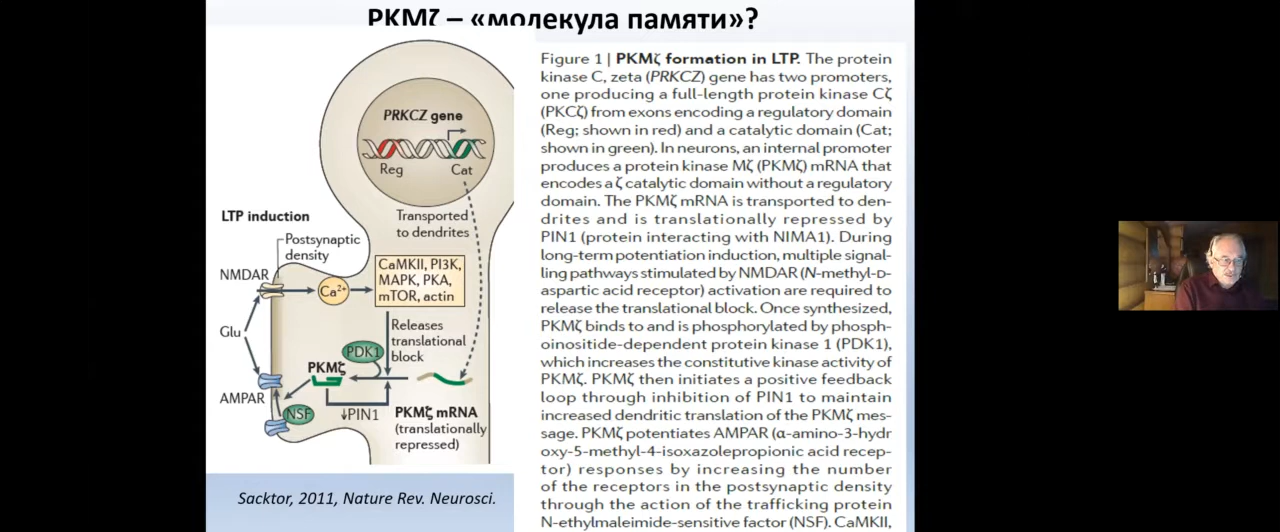 PKMζ – «молекула памяти»?
PRKCZ gene
Reg
Cat
LTP induction
Transported
to dendrites
Postsynaptic
density
NMDAR
Ca²⁺
CaMKII, PI3K,
MAPK, PKA,
mTOR, actin
Glu
Releases
translational
block
PDK1
PKMζ
AMPAR
NSF
↓PIN1
PKMζ mRNA
(translationally
repressed)
Sacktor, 2011, Nature Rev. Neurosci.
Figure 1 | PKMζ formation in LTP. The protein
kinase C, zeta (PRKCZ) gene has two promoters,
one producing a full-length protein kinase Cζ
(PKCζ) from exons encoding a regulatory domain
(Reg; shown in red) and a catalytic domain (Cat;
shown in green). In neurons, an internal promoter
produces a protein kinase Mζ (PKMζ) mRNA that
encodes a ζ catalytic domain without a regulatory
domain. The PKMζ mRNA is transported to den-
drites and is translationally repressed by
PIN1 (protein interacting with NIMA1). During
long-term potentiation induction, multiple signal-
ling pathways stimulated by NMDAR (N-methyl-D-
aspartic acid receptor) activation are required to
release the translational block. Once synthesized,
PKMζ binds to and is phosphorylated by phosph-
oinositide-dependent protein kinase 1 (PDK1),
which increases the constitutive kinase activity of
PKMζ. PKMζ then initiates a positive feedback
loop through inhibition of PIN1 to maintain
increased dendritic translation of the PKMζ mes-
sage. PKMζ potentiates AMPAR (α-amino-3-hydr
oxy-5-methyl-4-isoxazolepropionic acid recep-
tor) responses by increasing the number
of the receptors in the postsynaptic density
through the action of the trafficking protein
N-ethylmaleimide-sensitive factor (NSF). CaMKII,